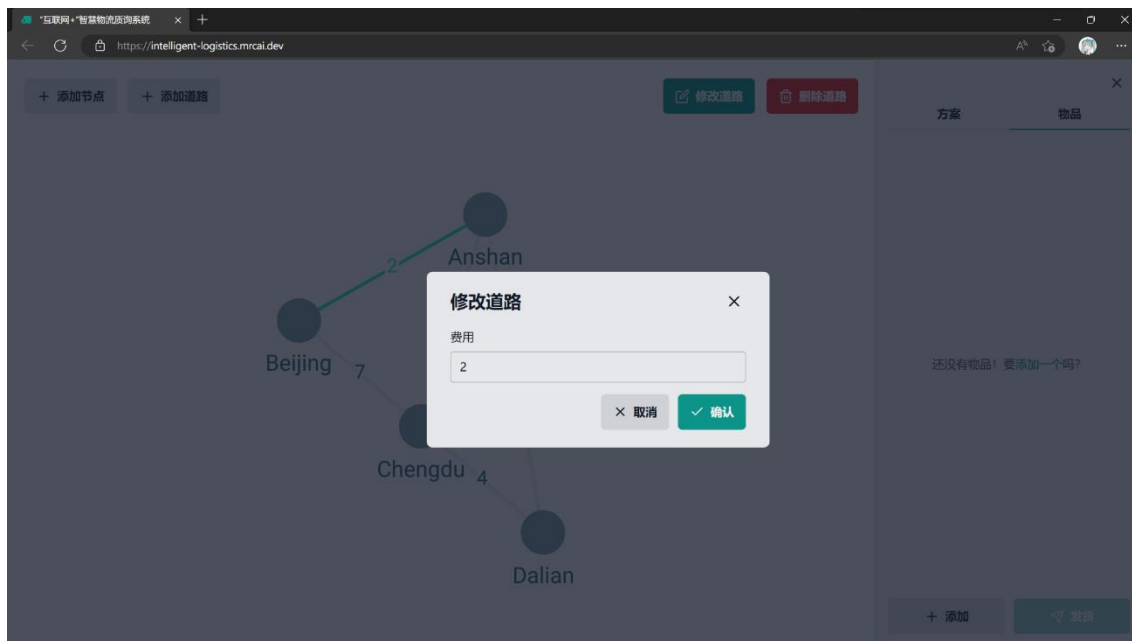 "互联网+"智慧物流质询系统
https://intelligent-logistics.mrcai.dev
添加节点
添加道路
修改道路
删除道路
方案
物品
Anshan
2
Beijing
7
Chengdu
4
Dalian
修改道路
费用
2
取消
确认
还没有物品！要添加一个吗？
添加
发货